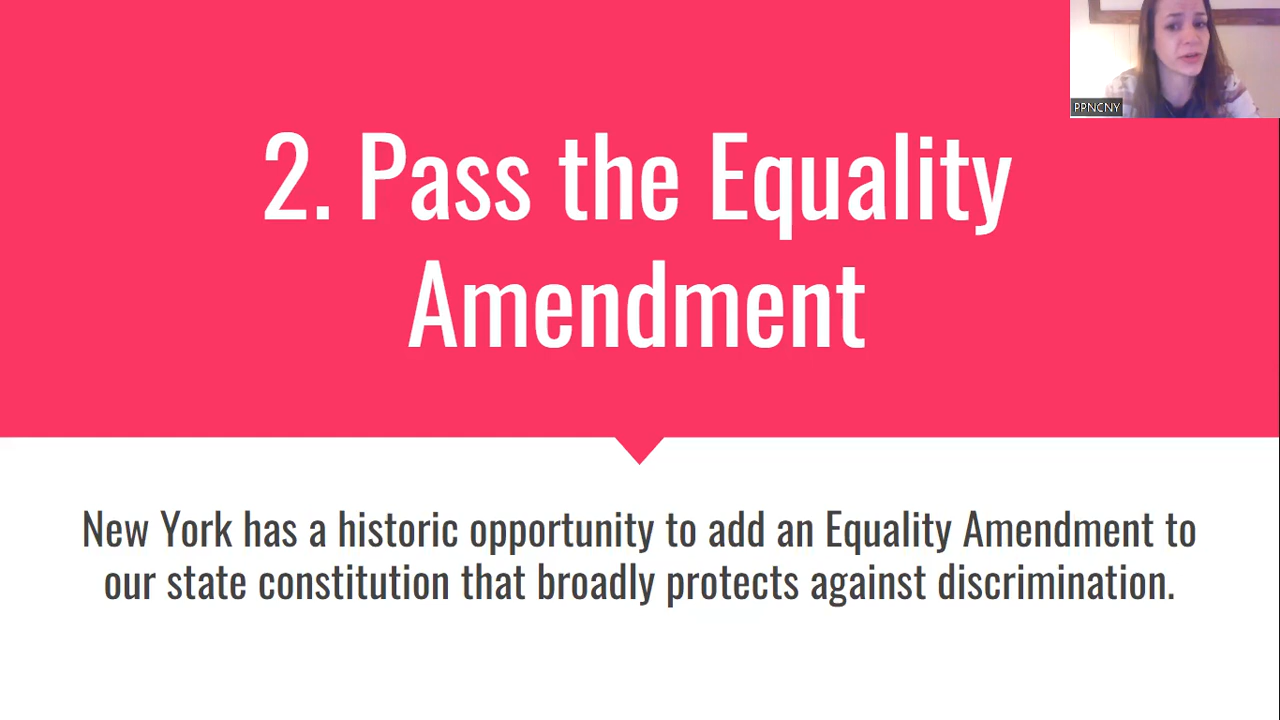 PPNCNY
2. Pass the Equality
Amendment
New York has a historic opportunity to add an Equality Amendment to
our state constitution that broadly protects against discrimination.